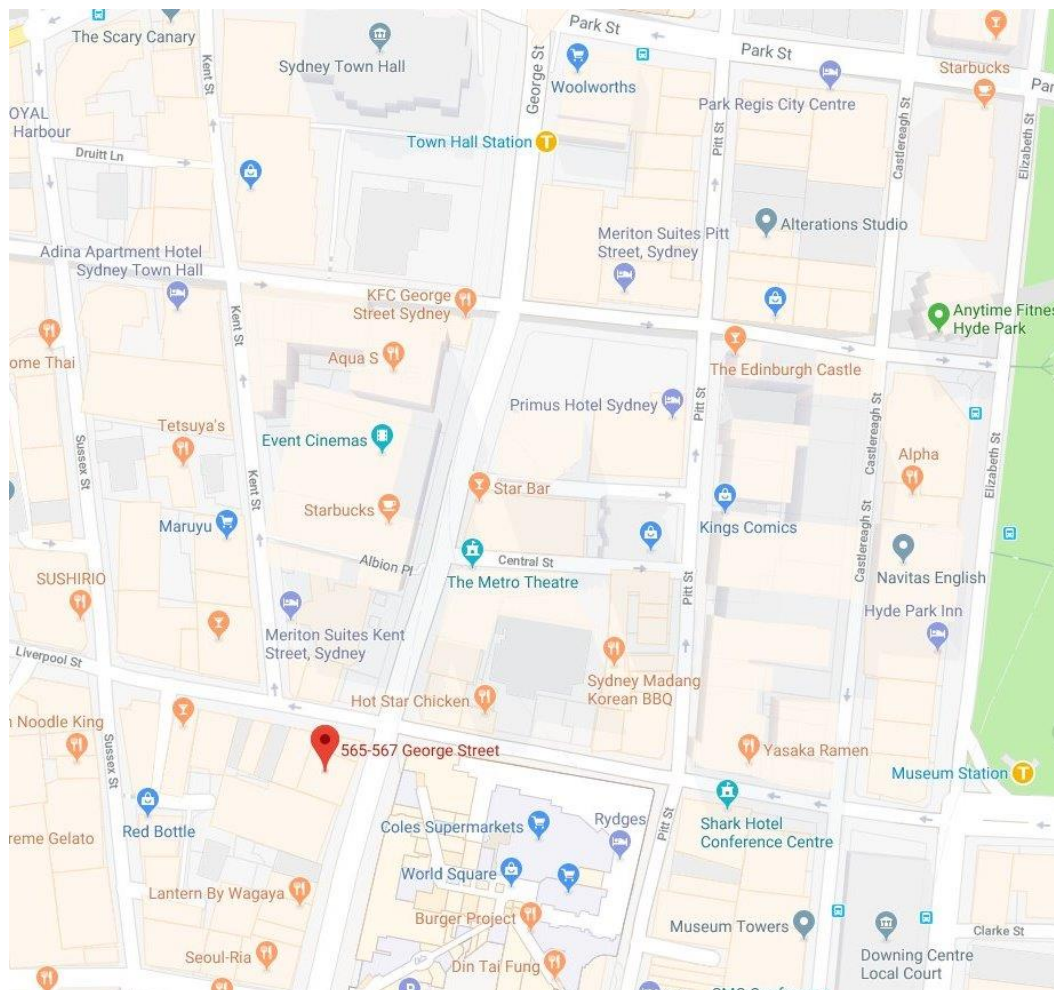 The Scary Canary
Kent St
Sydney Town Hall
George St
Park St
Woolworths
Park St
Park Regis City Centre
Starbucks
OYAL
Harbour
Druitt Ln
Town Hall Station
T
Pitt St
Castlereagh St
Elizabeth St
Adina Apartment Hotel
Sydney Town Hall
Meriton Suites Pitt
Street, Sydney
Alterations Studio
KFC George
Street Sydney
Kent St
Anytime Fitne
Hyde Park
ome Thai
Aqua S
The Edinburgh Castle
Primus Hotel Sydney
Pitt St
Tetsuya's
Event Cinemas
Castlereagh St
Elizabeth St
Sussex St
Kent St
Alpha
Starbucks
Star Bar
Maruyu
Kings Comics
Albion Pl
Central St
Castlereagh St
SUSHIRIO
The Metro Theatre
Pitt St
Navitas English
Hyde Park Inn
Meriton Suites Kent
Street, Sydney
Liverpool St
Sydney Madang
Korean BBQ
Hot Star Chicken
n Noodle King
Sussex St
565-567 George Street
Yasaka Ramen
Museum Station
T
Pitt St
Shark Hotel
Conference Centre
Red Bottle
Coles Supermarkets
Rydges
reme Gelato
World Square
Lantern By Wagaya
Burger Project
Museum Towers
Clarke St
Seoul-Ria
Din Tai Fung
Downing Centre
Local Court